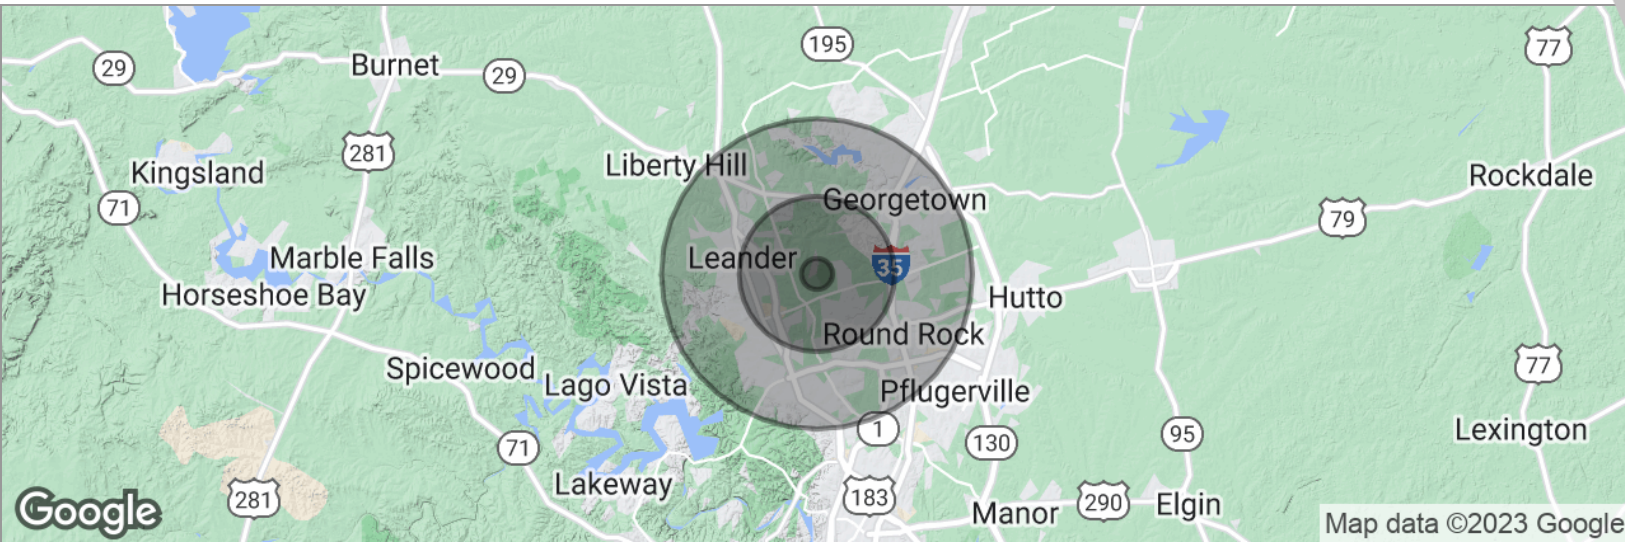 195
77
29
Burnet
29
281
Liberty Hill
Kingsland
Rockdale
71
Georgetown
79
Marble Falls
Leander
35
Horseshoe Bay
Hutto
Round Rock
Spicewood
77
Lago Vista
Pflugerville
1
130
95
Lexington
71
Lakeway
281
183
290
Elgin
Google
Manor
Map data ©2023 Google